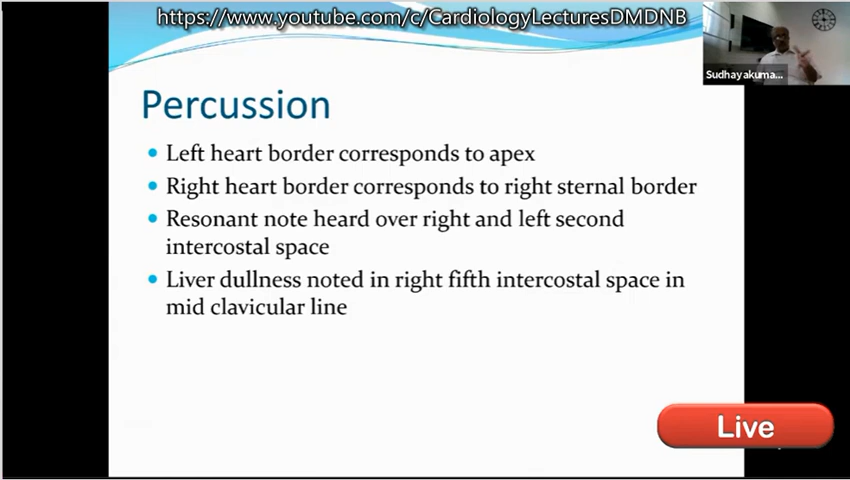 https://www.youtube.com/c/CardiologyLecturesDMDNB
Sudhayakuma...
Percussion
• Left heart border corresponds to apex
• Right heart border corresponds to right sternal border
• Resonant note heard over right and left second
intercostal space
• Liver dullness noted in right fifth intercostal space in
mid clavicular line
Live